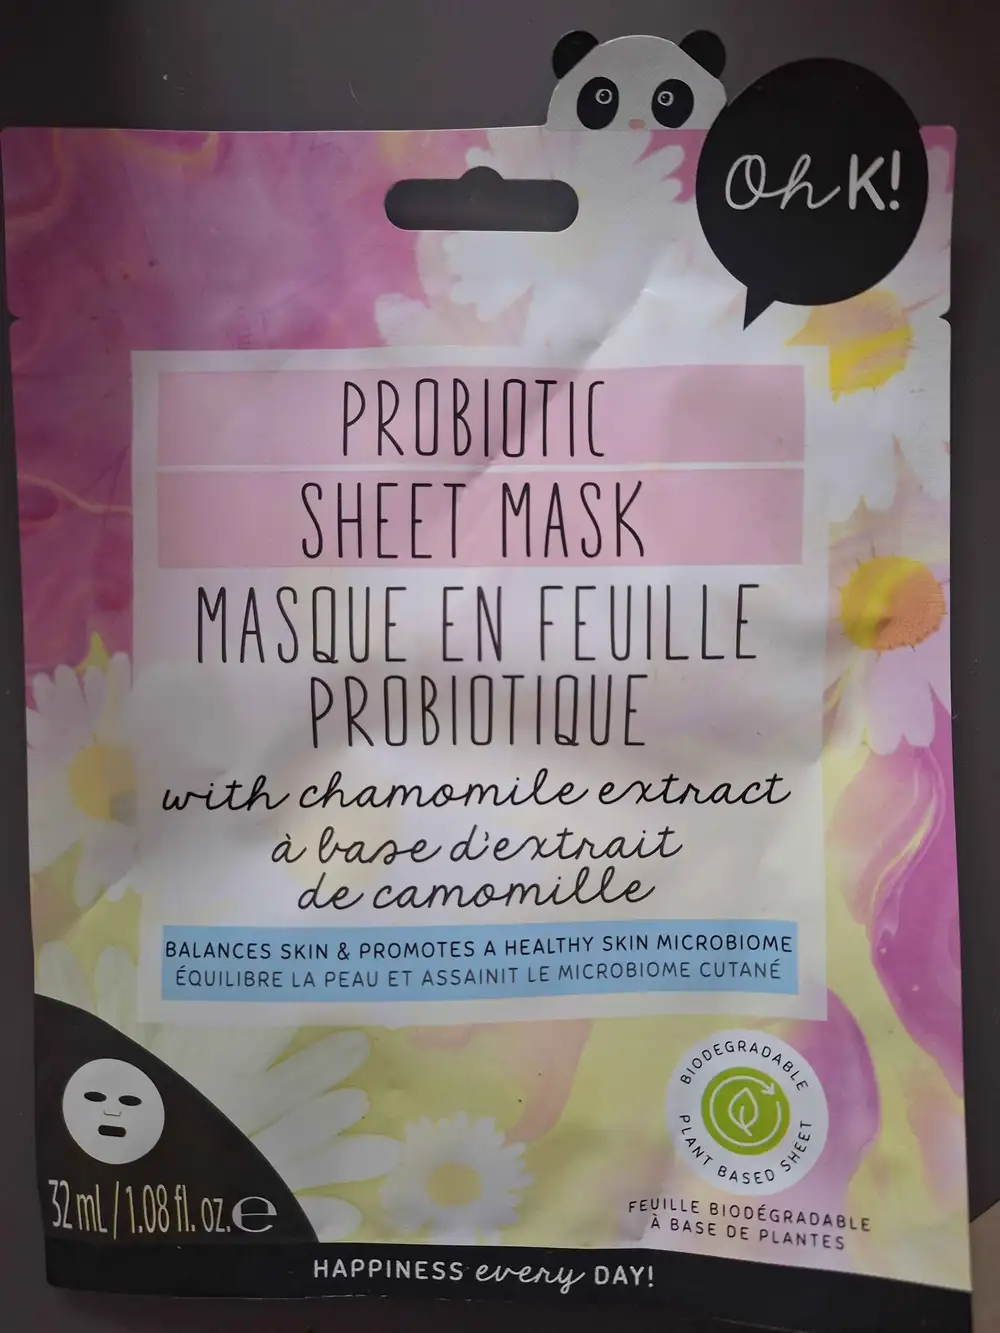 Oh K!
PROBIOTIC
SHEET MASK
MASQUE EN FEUILLE
PROBIOTIQUE
with chamomile extract
à base d'extrait
de camomille
BALANCES SKIN & PROMOTES A HEALTHY SKIN MICROBIOME
ÉQUILIBRE LA PEAU ET ASSAINIT LE MICROBIOME CUTANÉ
BIODEGRADABLE
PLANT BASED SHEET
FEUILLE BIODÉGRADABLE
À BASE DE PLANTES
32 mL / 1.08 fl. oz. ℮
HAPPINESS every DAY!